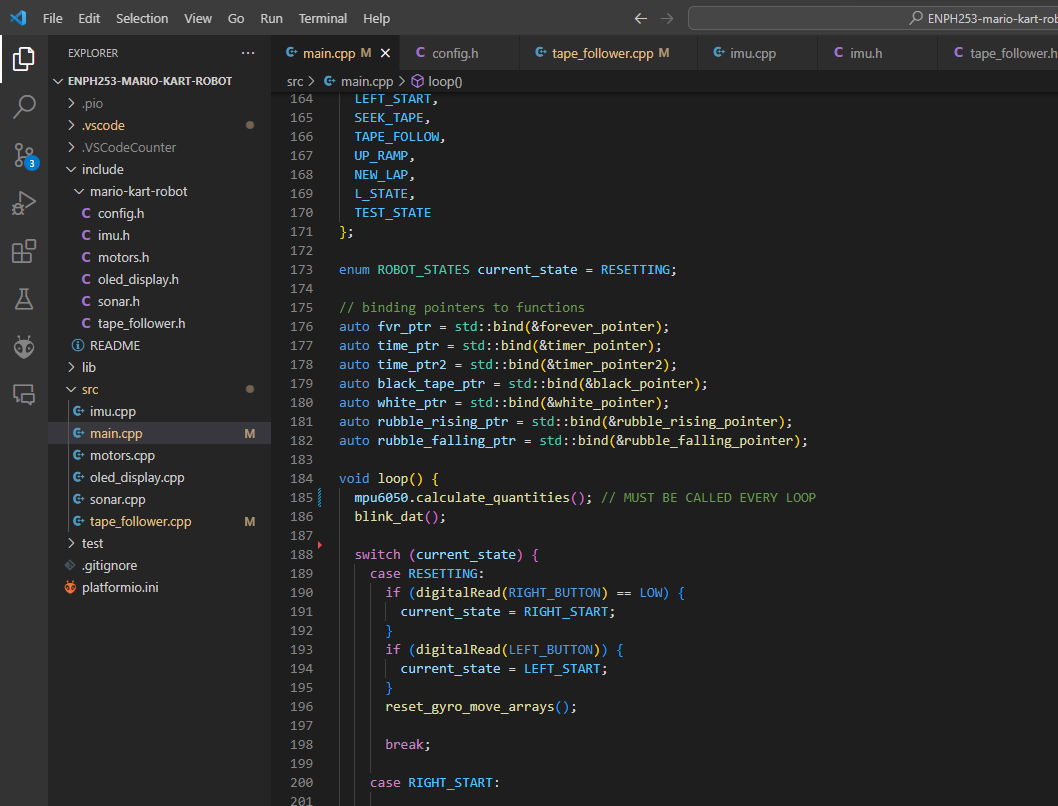 File Edit Selection View Go Run Terminal Help
ENPH253-mario-kart-rob
EXPLORER
ENPH253-MARIO-KART-ROBOT
.pio
.vscode
.VSCodeCounter
3
include
mario-kart-robot
config.h
imu.h
motors.h
oled_display.h
sonar.h
tape_follower.h
README
lib
src
imu.cpp
main.cpp M
motors.cpp
oled_display.cpp
sonar.cpp
tape_follower.cpp M
test
.gitignore
platformio.ini
main.cpp M C config.h tape_follower.cpp M imu.cpp C imu.h C tape_follower.h
src > main.cpp > loop()
164 LEFT_START,
165 SEEK_TAPE,
166 TAPE_FOLLOW,
167 UP_RAMP,
168 NEW_LAP,
169 L_STATE,
170 TEST_STATE
171 };
172
173 enum ROBOT_STATES current_state = RESETTING;
174
175 // binding pointers to functions
176 auto fvr_ptr = std::bind(&forever_pointer);
177 auto time_ptr = std::bind(&timer_pointer);
178 auto time_ptr2 = std::bind(&timer_pointer2);
179 auto black_tape_ptr = std::bind(&black_pointer);
180 auto white_ptr = std::bind(&white_pointer);
181 auto rubble_rising_ptr = std::bind(&rubble_rising_pointer);
182 auto rubble_falling_ptr = std::bind(&rubble_falling_pointer);
183
184 void loop() {
185 mpu6050.calculate_quantities(); // MUST BE CALLED EVERY LOOP
186 blink_dat();
187
188 switch (current_state) {
189 case RESETTING:
190 if (digitalRead(RIGHT_BUTTON) == LOW) {
191 current_state = RIGHT_START;
192 }
193 if (digitalRead(LEFT_BUTTON)) {
194 current_state = LEFT_START;
195 }
196 reset_gyro_move_arrays();
197
198 break;
199
200 case RIGHT_START:
201